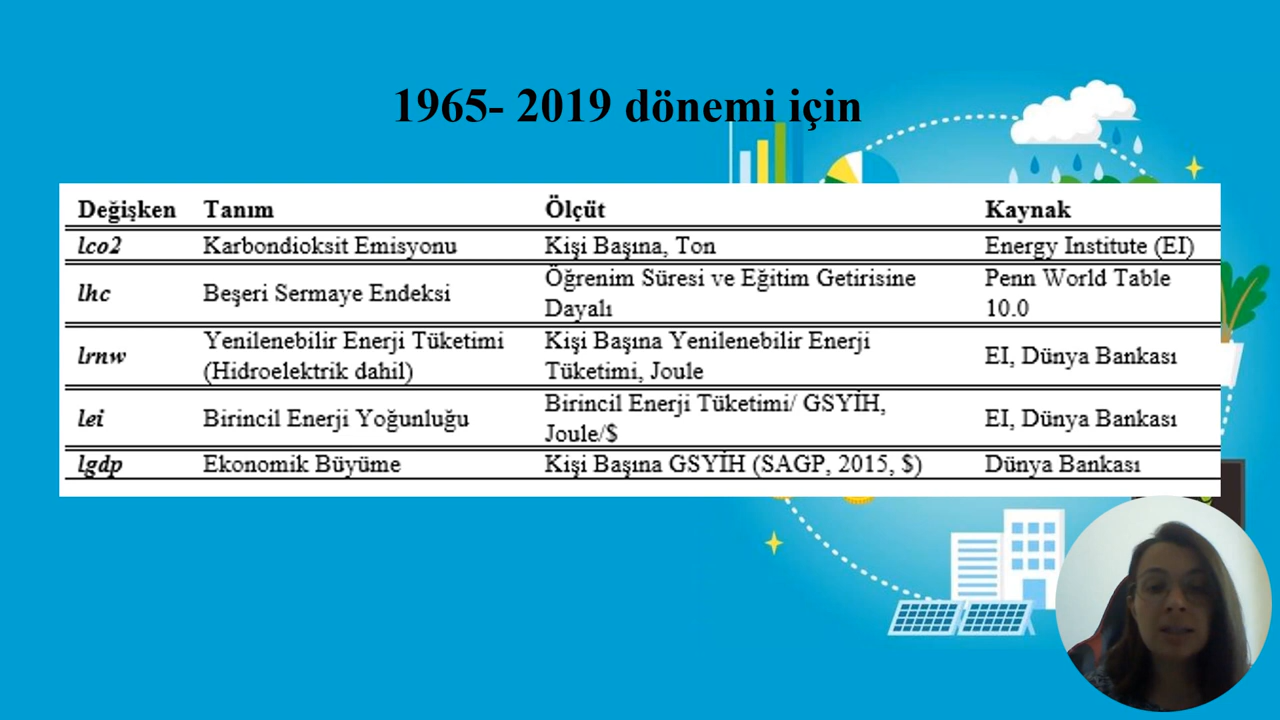 1965- 2019 dönemi için
Değişken Tanım Ölçüt Kaynak
lco2 Karbondioksit Emisyonu Kişi Başına, Ton Energy Institute (EI)
lhc Beşeri Sermaye Endeksi Öğrenim Süresi ve Eğitim Getirisine Dayalı Penn World Table 10.0
lrnw Yenilenebilir Enerji Tüketimi (Hidroelektrik dahil) Kişi Başına Yenilenebilir Enerji Tüketimi, Joule EI, Dünya Bankası
lei Birincil Enerji Yoğunluğu Birincil Enerji Tüketimi/ GSYİH, Joule/$ EI, Dünya Bankası
lgdp Ekonomik Büyüme Kişi Başına GSYİH (SAGP, 2015, $) Dünya Bankası